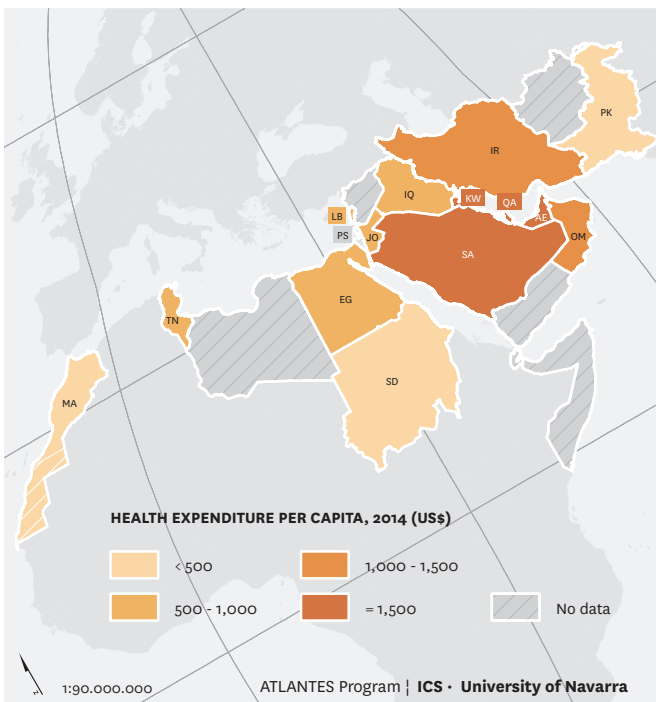 PK
IR
IQ
KW
QA
LB
AE
PS
JO
OM
SA
EG
TN
SD
MA
HEALTH EXPENDITURE PER CAPITA, 2014 (US$)
< 500
1,000 - 1,500
500 - 1,000
= 1,500
No data
1:90.000.000
ATLANTES Program | ICS · University of Navarra